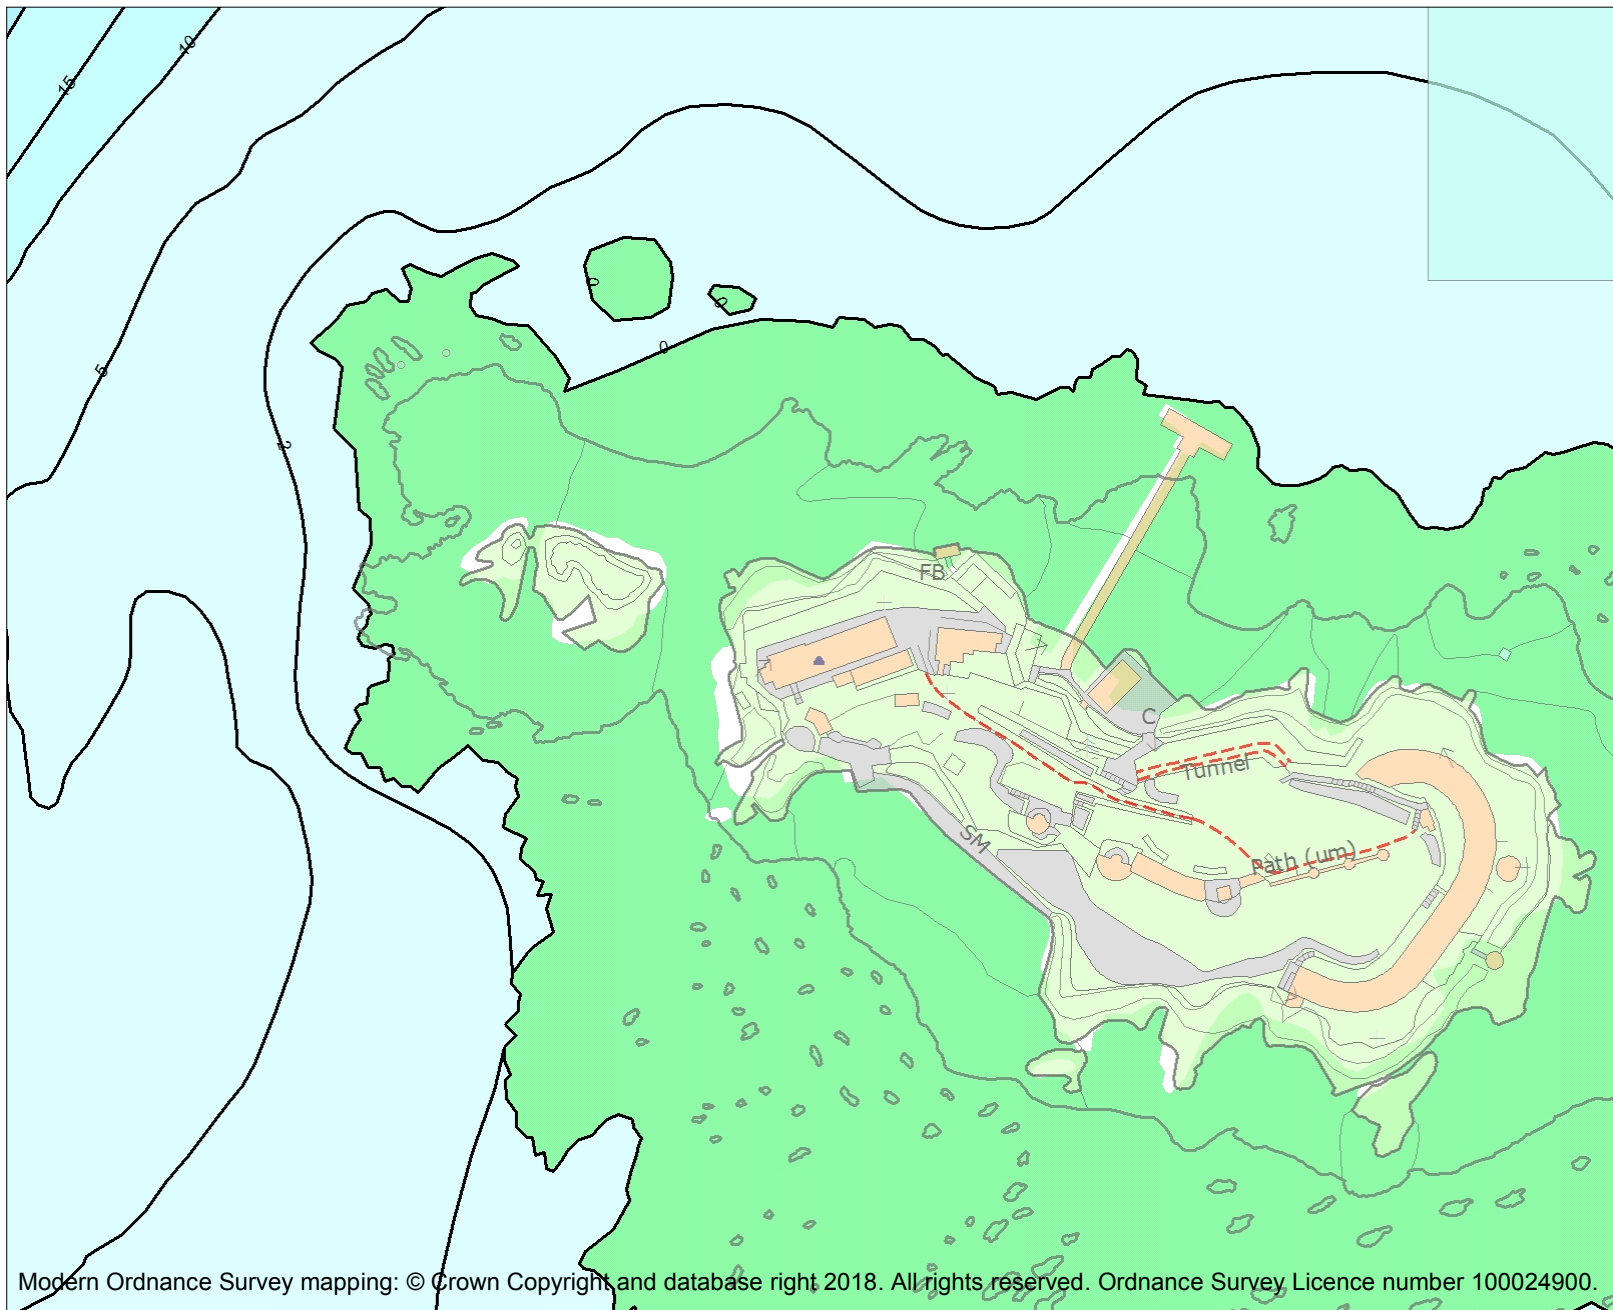 10
15
0
0
0
5
2
FB
C
Tunnel
SM
Path (um)
Modern Ordnance Survey mapping: © Crown Copyright and database right 2018. All rights reserved. Ordnance Survey Licence number 100024900.